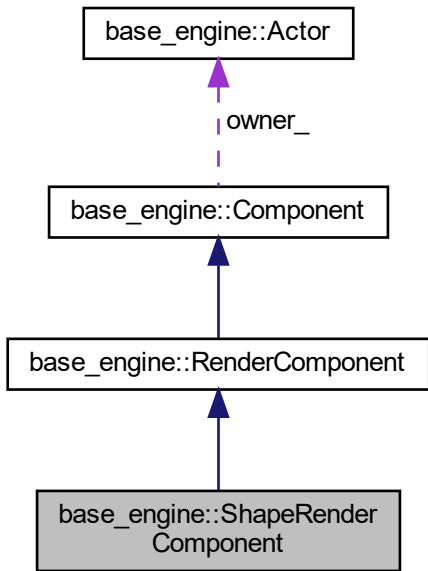 base_engine::Actor
owner_
base_engine::Component
base_engine::RenderComponent
base_engine::ShapeRender
Component